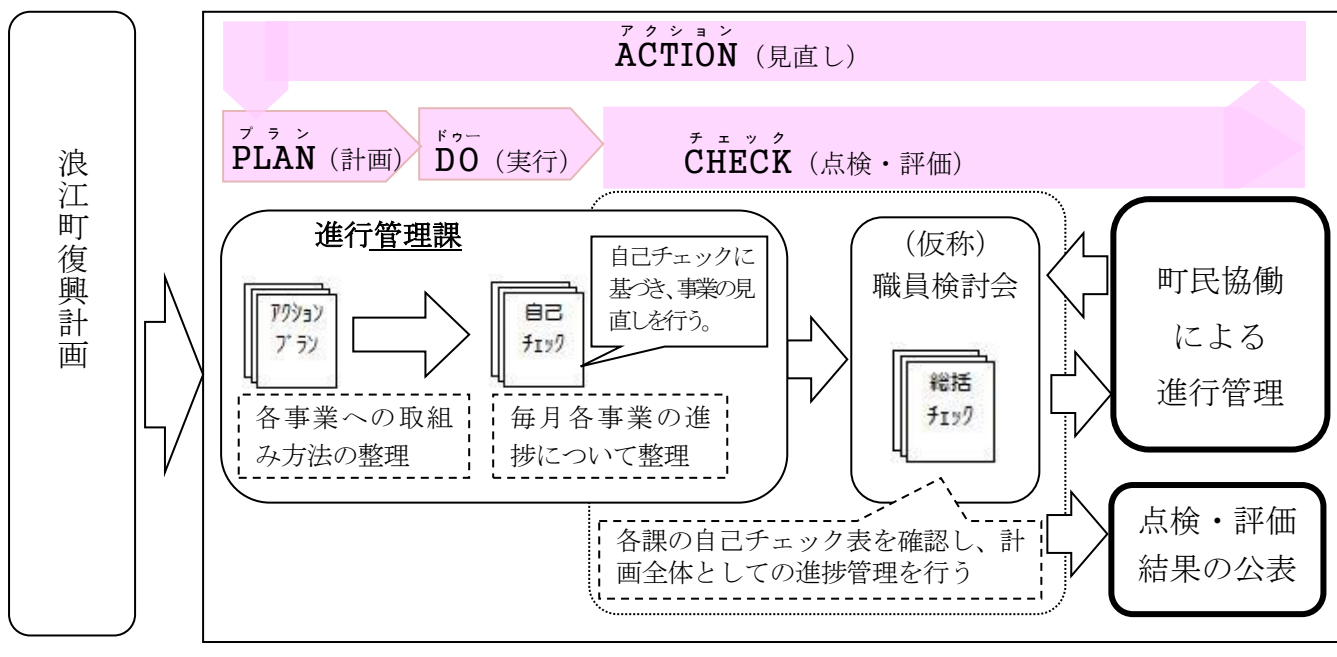 浪江町復興計画
アクション
ACTION（見直し）
プラン
PLAN（計画）
ドゥー
DO（実行）
チェック
CHECK（点検・評価）
進行管理課
アクション
プラン
自己
チェック
自己チェックに
基づき、事業の見
直しを行う。
各事業への取組
み方法の整理
毎月各事業の進
捗について整理
（仮称）
職員検討会
総括
チェック
各課の自己チェック表を確認し、計
画全体としての進捗管理を行う
町民協働
による
進行管理
点検・評価
結果の公表